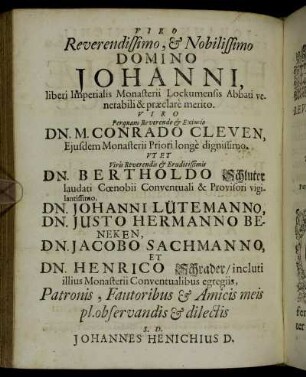 VIRO
Reverendissimo, & Nobilissimo
DOMINO
JOHANNI,
liberi Imperialis Monasterii Lockumensis Abbati ve-
nerabili & præclarè merito.
VIRO
Perquam Reverendo & Eximio
DN. M. CONRADO CLEVEN,
Ejusdem Monasterii Priori longè dignissimo.
UT ET
Viris Reverendis & Eruditissimis
DN. BERTHOLDO Schluter
laudati Cœnobii Conventuali & Provisori vigi-
lantissimo.
DN. JOHANNI LÜTEMANNO,
DN. JUSTO HERMANNO BE-
NEKEN,
DN. JACOBO SACHMANNO,
ET
DN. HENRICO Schrader/ incluti
illius Monasterii Conventualibus egregiis.
Patronis, Fautoribus & Amicis meis
pl. observandis & dilectis
S. D.
JOHANNES HENICHIUS D.